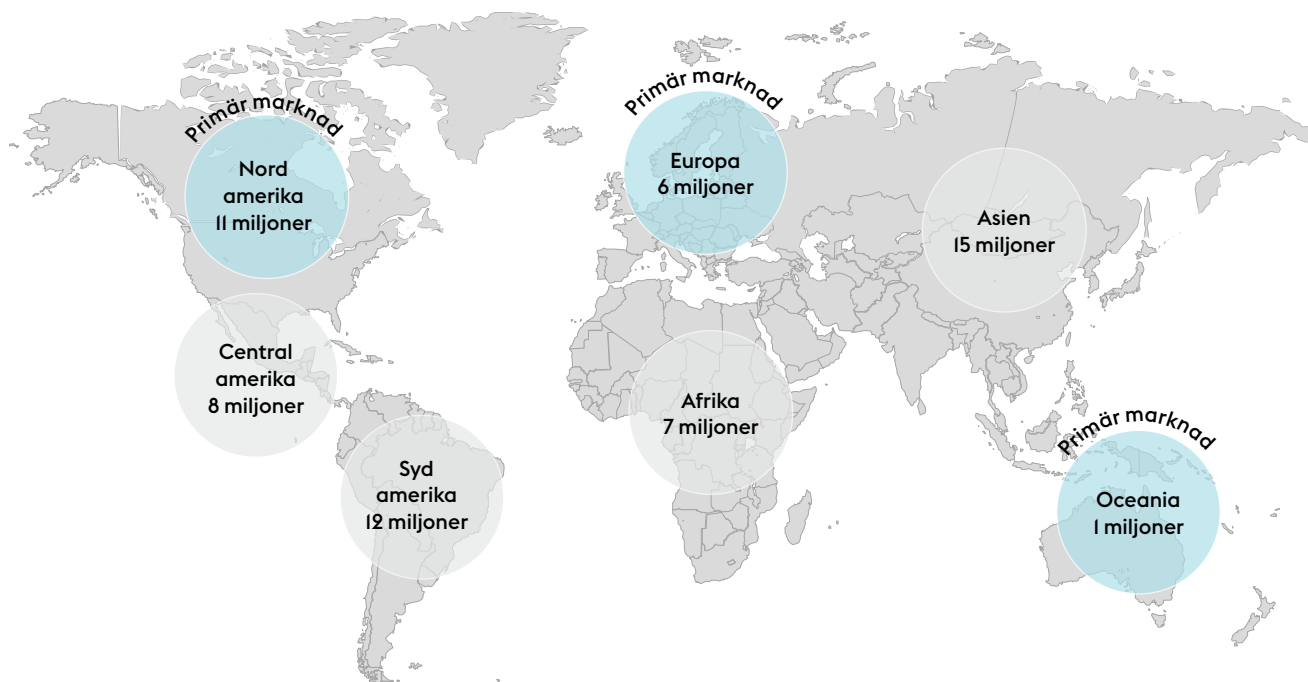 Primär marknad
Nord
amerika
11 miljoner
Primär marknad
Europa
6 miljoner
Asien
15 miljoner
Central
amerika
8 miljoner
Afrika
7 miljoner
Syd
amerika
12 miljoner
Primär marknad
Oceania
1 miljoner